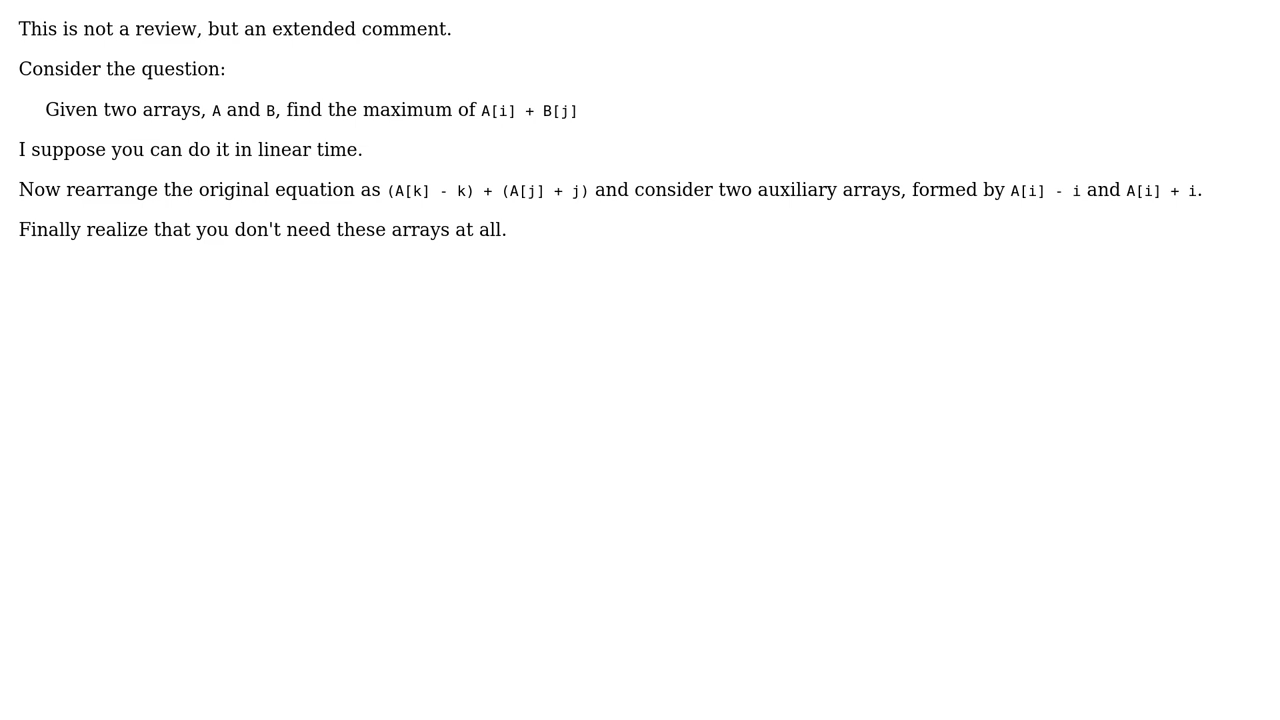 This is not a review, but an extended comment.
Consider the question:
Given two arrays, A and B, find the maximum of A[i] + B[j]
I suppose you can do it in linear time.
Now rearrange the original equation as (A[k] - k) + (A[j] + j) and consider two auxiliary arrays, formed by A[i] - i and A[i] + i.
Finally realize that you don't need these arrays at all.